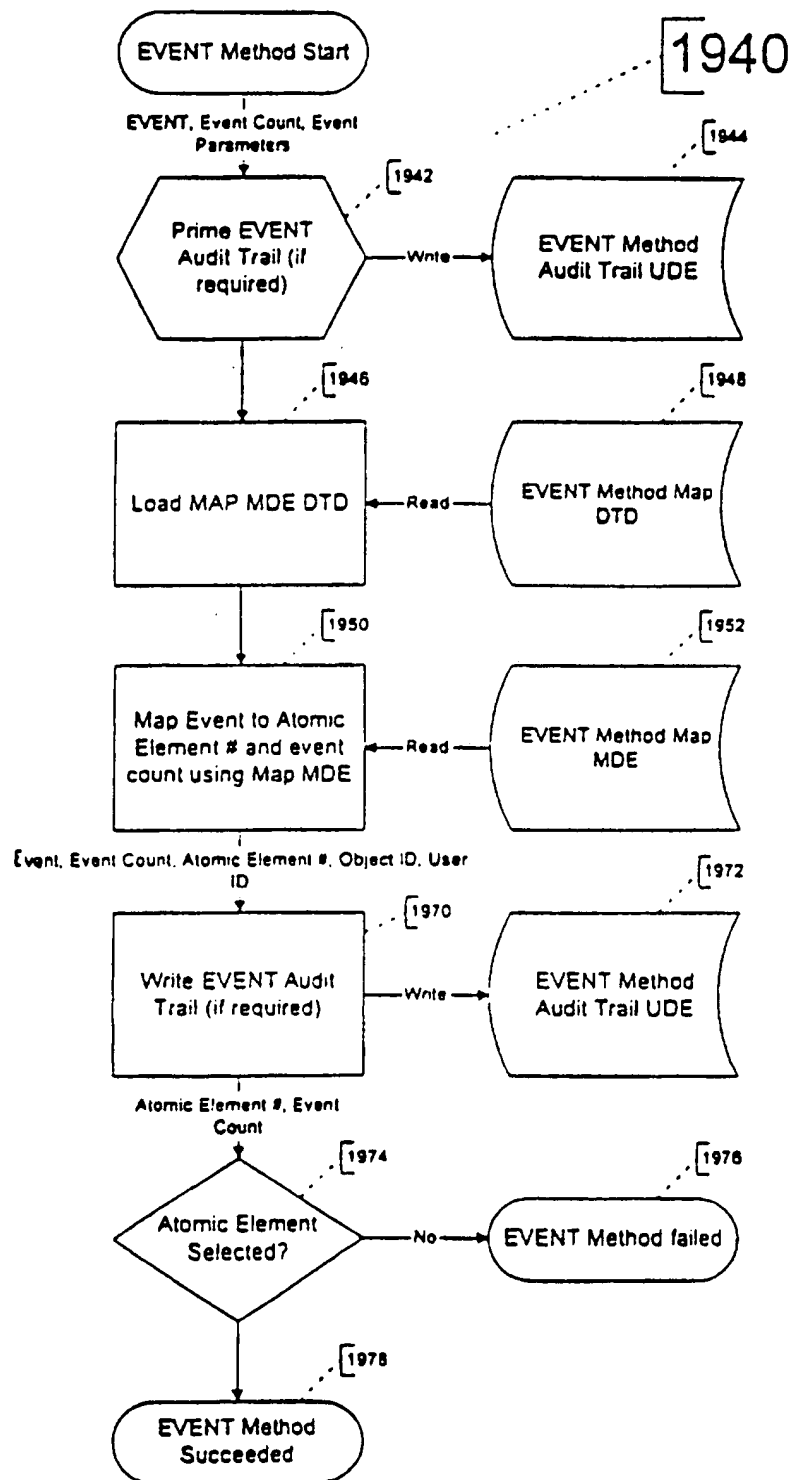 EVENT Method Start
1940
EVENT, Event Count, Event
Parameters
1942
1944
Prime EVENT
Audit Trail (if
required)
Write
EVENT Method
Audit Trail UDE
1946
1948
Load MAP MDE DTD
Read
EVENT Method Map
DTD
1950
1952
Map Event to Atomic
Element # and event
count using Map MDE
Read
EVENT Method Map
MDE
Event, Event Count, Atomic Element #, Object ID, User
ID
1970
1972
Write EVENT Audit
Trail (if required)
Write
EVENT Method
Audit Trail UDE
Atomic Element #, Event
Count
1974
1976
Atomic Element
Selected?
No
EVENT Method failed
1978
EVENT Method
Succeeded